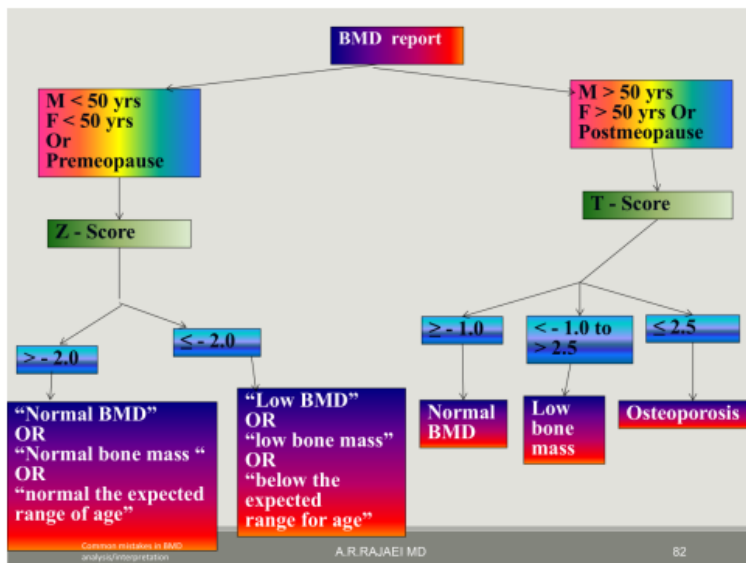 BMD report
M < 50 yrs
F < 50 yrs
Or
Premeopause
M > 50 yrs
F > 50 yrs Or
Postmeopause
Z - Score
T - Score
> - 2.0
≤ - 2.0
≥ - 1.0
< - 1.0 to
> 2.5
≤ 2.5
“Normal BMD”
OR
“Normal bone mass “
OR
“normal the expected
range of age”
“Low BMD”
OR
“low bone mass”
OR
“below the
expected
range for age”
Normal
BMD
Low
bone
mass
Osteoporosis
Common mistakes in BMD
analysis/interpretation
A.R.RAJAEI MD
82